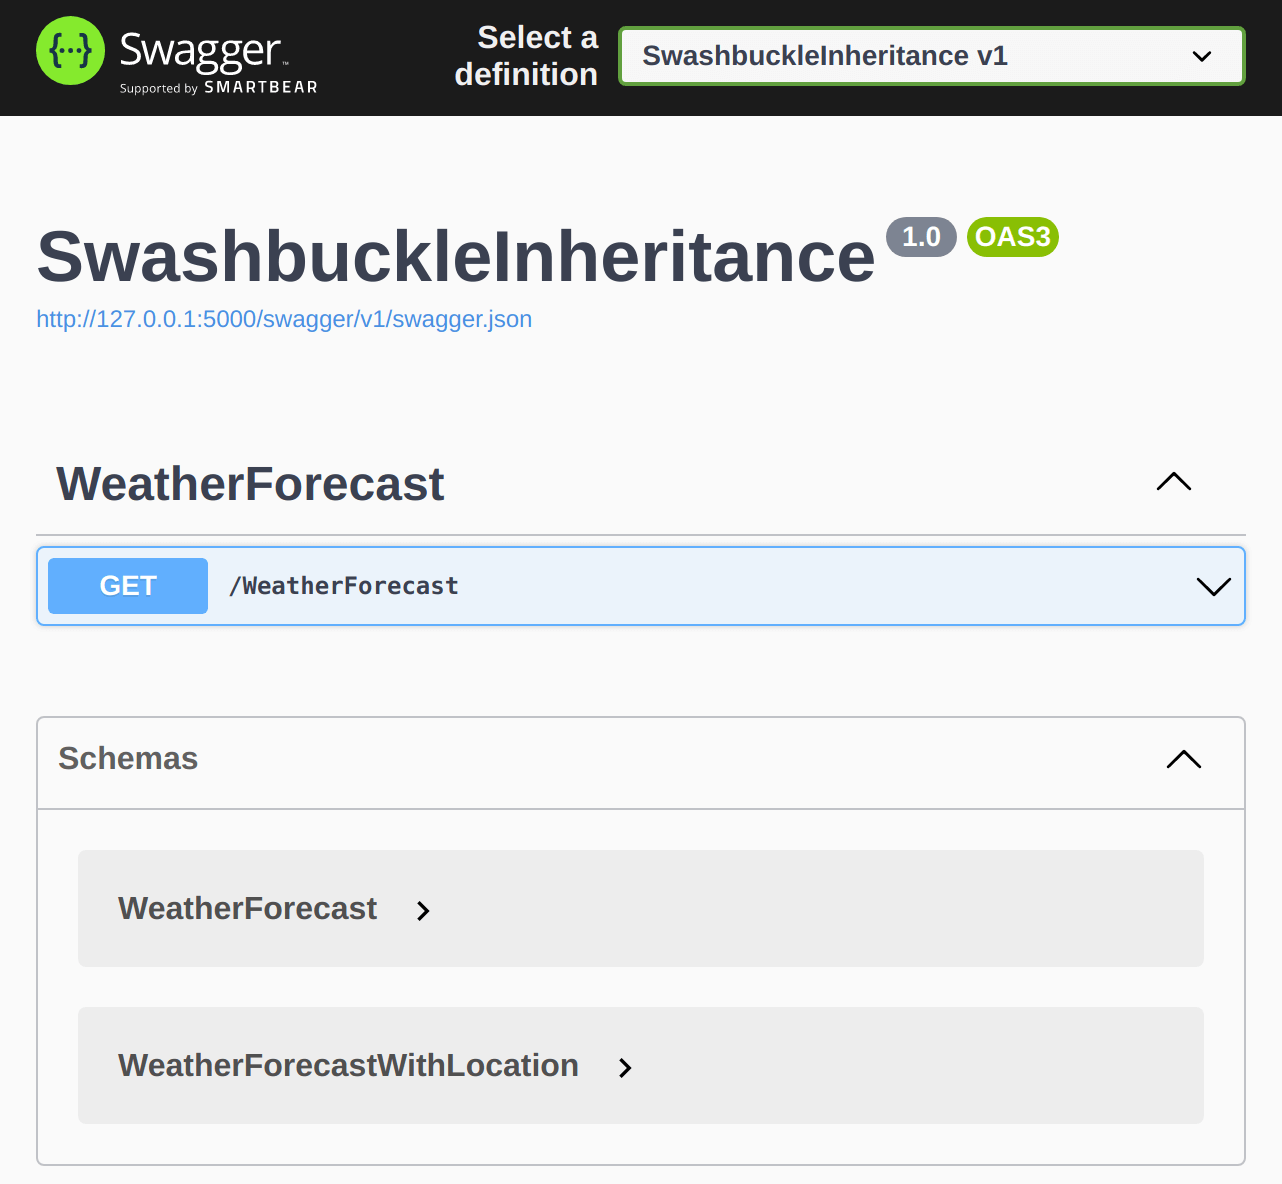 {...} Swagger™
Supported by SMARTBEAR
Select a
definition
SwashbuckleInheritance v1
SwashbuckleInheritance 1.0 OAS3
http://127.0.0.1:5000/swagger/v1/swagger.json
WeatherForecast
GET /WeatherForecast
Schemas
WeatherForecast
WeatherForecastWithLocation